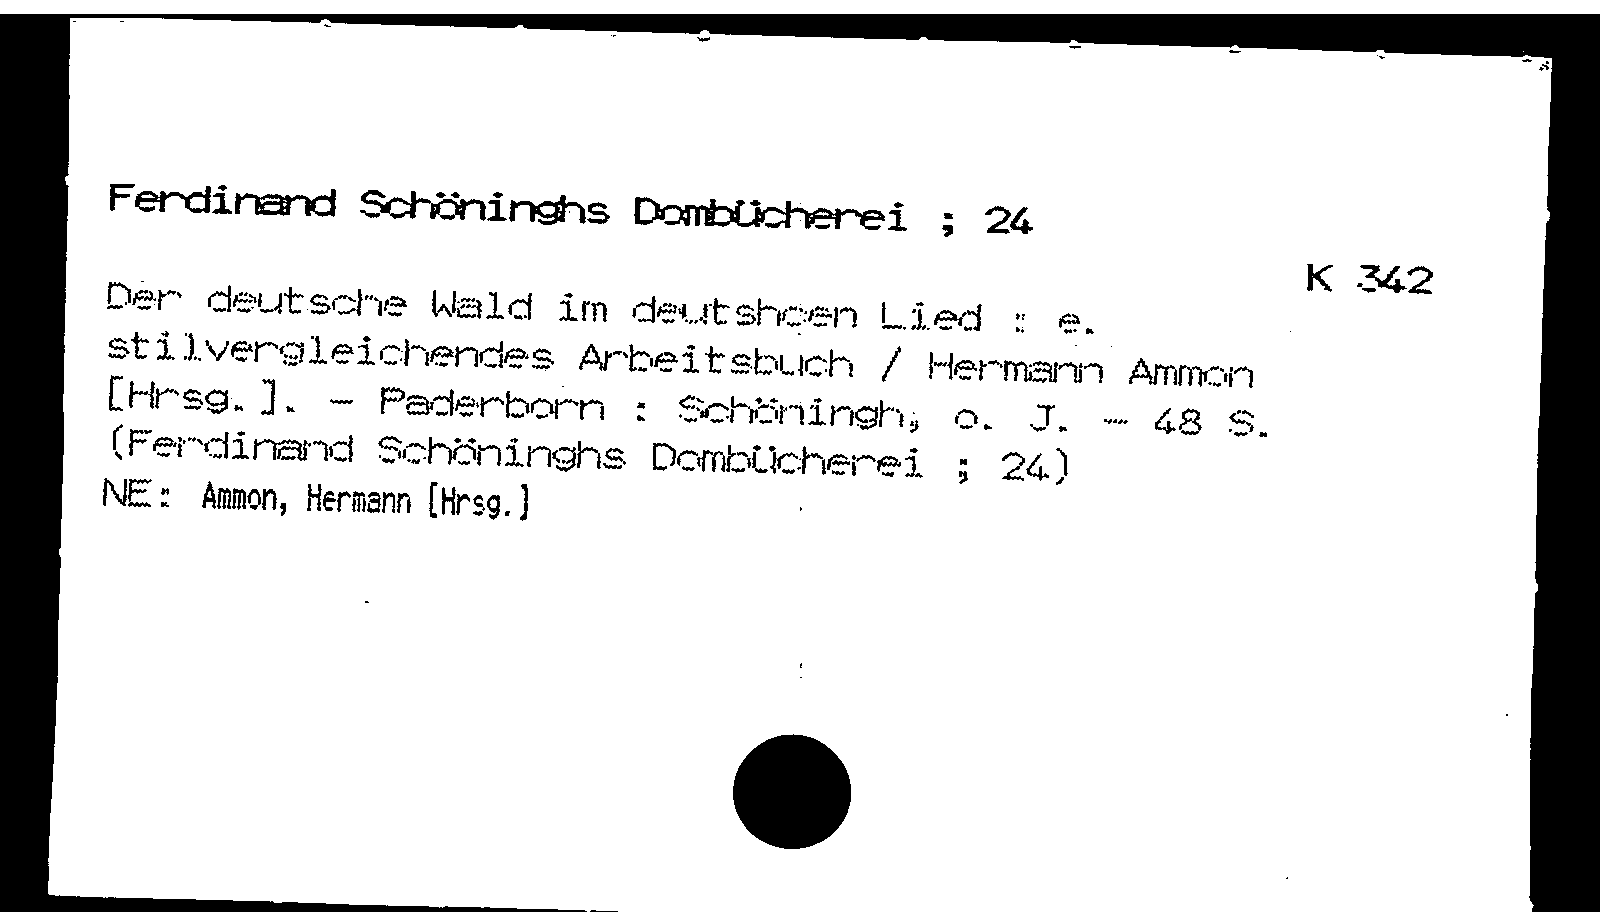 Ferdinand Schöninghs Dombücherei ; 24
K 342
Der deutsche Wald im deutshcen Lied : e.
stilvergleichendes Arbeitsbuch / Hermann Ammon
[Hrsg.]. - Paderborn : Schöningh, o. J. - 48 S.
(Ferdinand Schöninghs Dombücherei ; 24)
NE: Ammon, Hermann [Hrsg.]